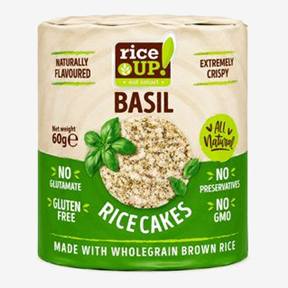 rice
UP!
eat smart
NATURALLY
FLAVOURED
EXTREMELY
CRISPY
BASIL
Net weight
60g℮
All
Natural
NO
GLUTAMATE
NO
PRESERVATIVES
GLUTEN
FREE
NO
GMO
RICE CAKES
MADE WITH WHOLEGRAIN BROWN RICE